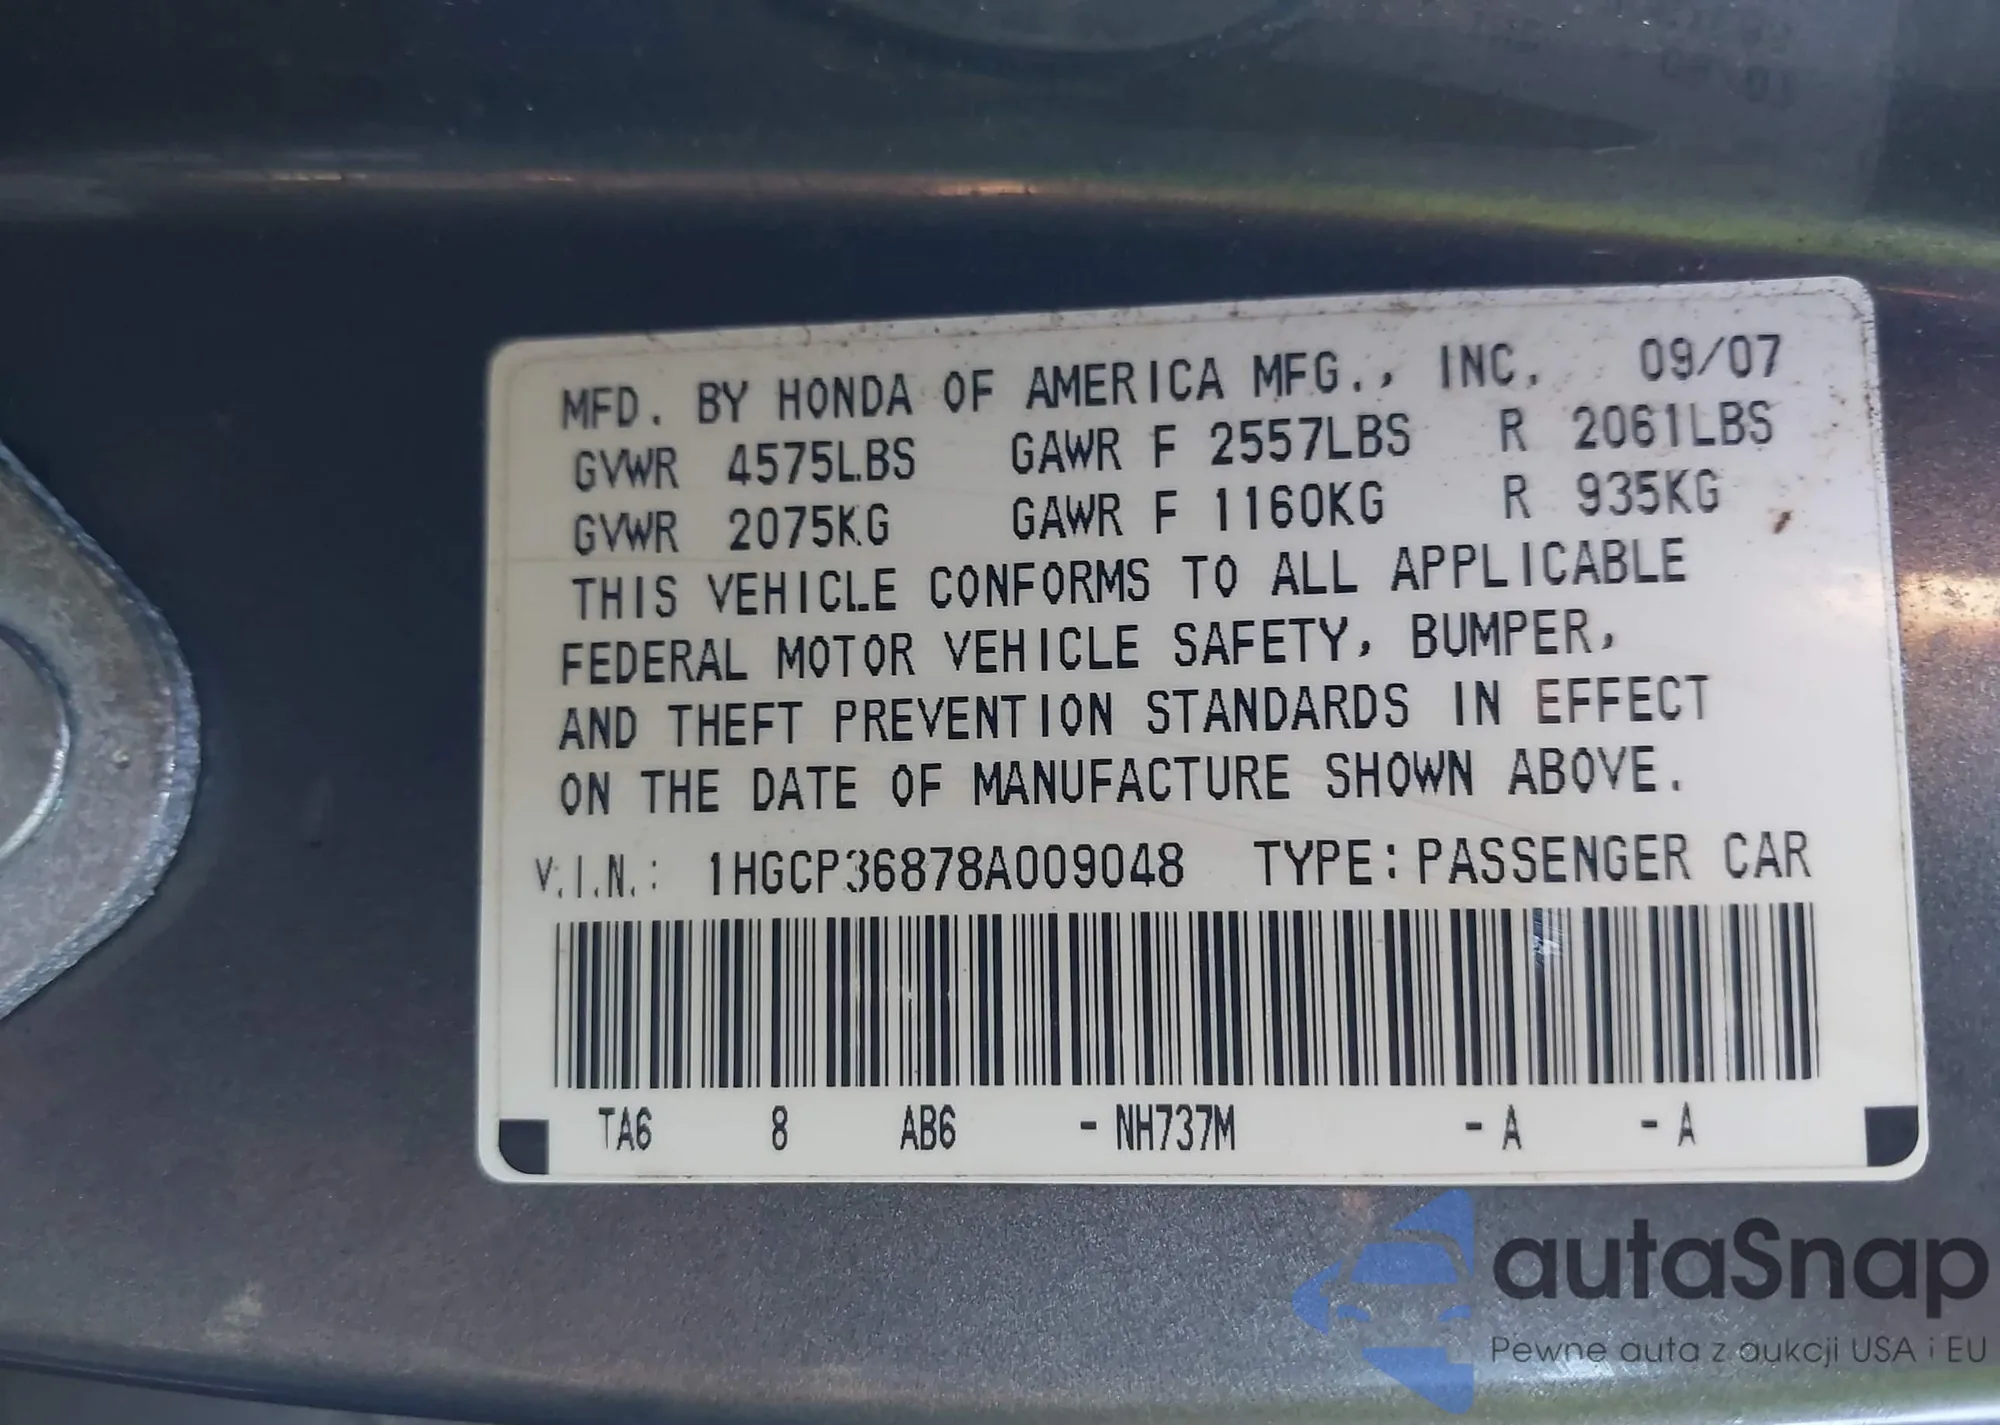 MFD. BY HONDA OF AMERICA MFG., INC. 09/07
GVWR 4575LBS GAWR F 2557LBS R 2061LBS
GVWR 2075KG GAWR F 1160KG R 935KG
THIS VEHICLE CONFORMS TO ALL APPLICABLE
FEDERAL MOTOR VEHICLE SAFETY, BUMPER,
AND THEFT PREVENTION STANDARDS IN EFFECT
ON THE DATE OF MANUFACTURE SHOWN ABOVE.
V.I.N.: 1HGCP36878A009048 TYPE: PASSENGER CAR
TA6 8 AB6 - NH737M - A - A
autaSnap
Pewne auta z aukcji USA i EU